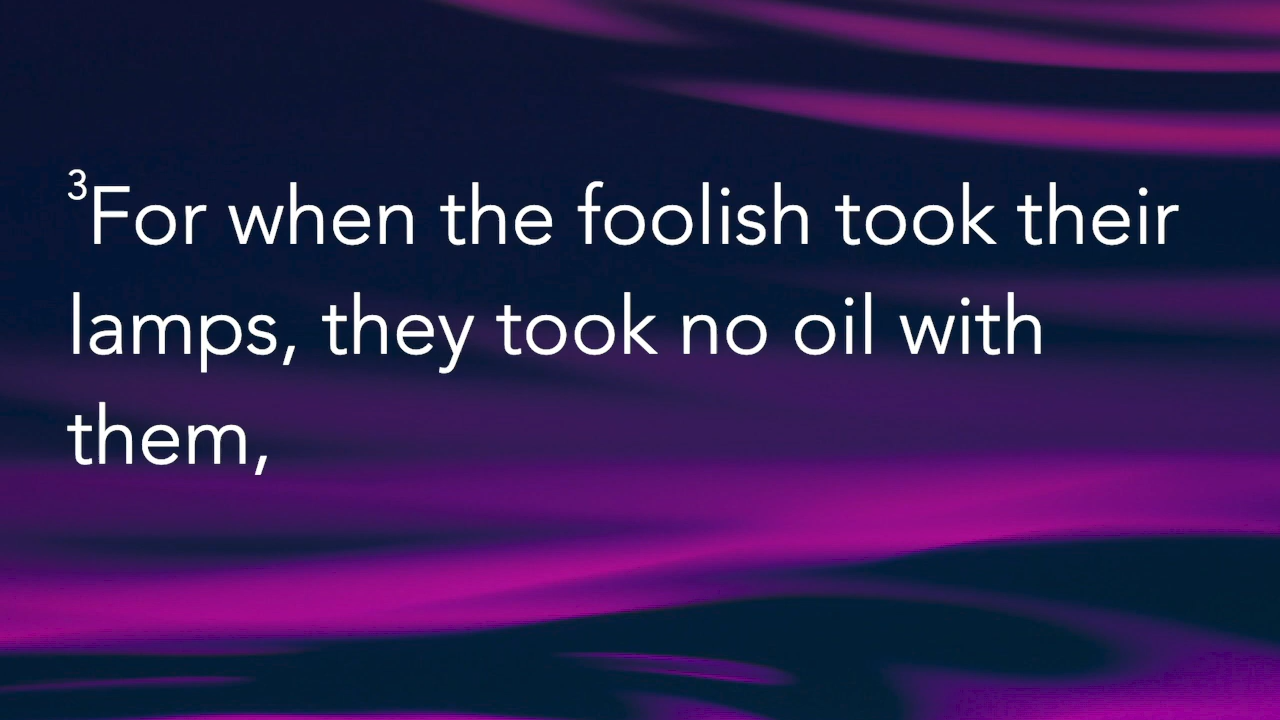 ³For when the foolish took their
lamps, they took no oil with
them,